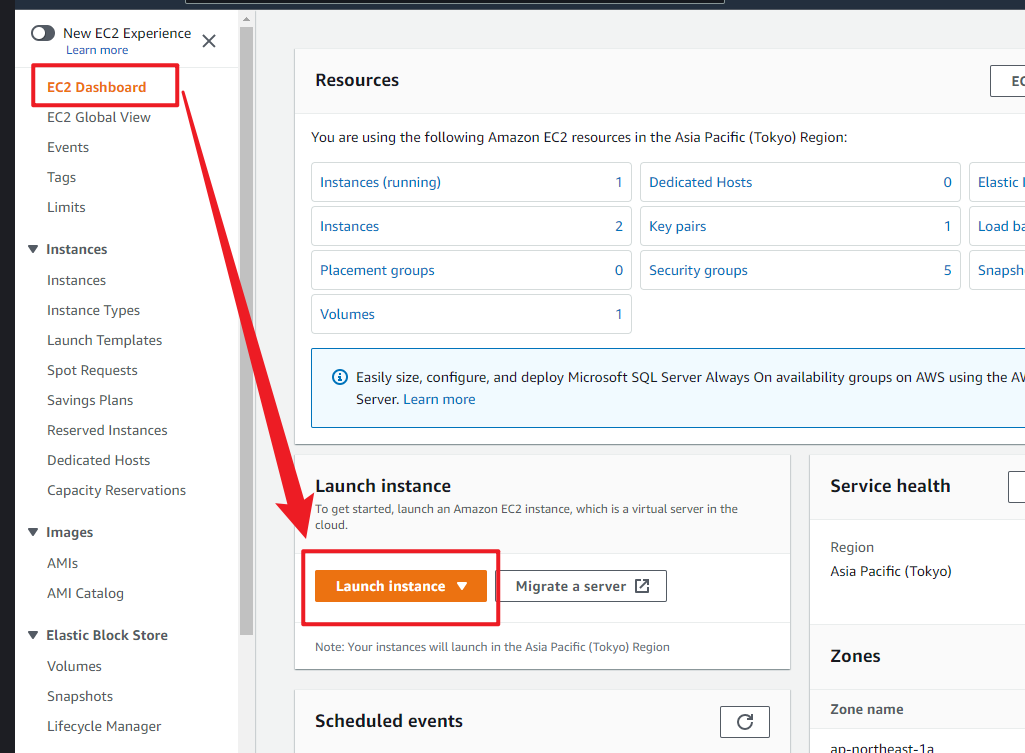 New EC2 Experience
Learn more
EC2 Dashboard
EC2 Global View
Events
Tags
Limits
Instances
Instances
Instance Types
Launch Templates
Spot Requests
Savings Plans
Reserved Instances
Dedicated Hosts
Capacity Reservations
Images
AMIs
AMI Catalog
Elastic Block Store
Volumes
Snapshots
Lifecycle Manager
Resources
EC
You are using the following Amazon EC2 resources in the Asia Pacific (Tokyo) Region:
Instances (running) 1
Dedicated Hosts 0
Elastic
Instances 2
Key pairs 1
Load ba
Placement groups 0
Security groups 5
Snapsh
Volumes 1
Easily size, configure, and deploy Microsoft SQL Server Always On availability groups on AWS using the AW
Server. Learn more
Launch instance
To get started, launch an Amazon EC2 instance, which is a virtual server in the
cloud.
Launch instance
Migrate a server
Note: Your instances will launch in the Asia Pacific (Tokyo) Region
Scheduled events
Service health
Region
Asia Pacific (Tokyo)
Zones
Zone name
ap-northeast-1a